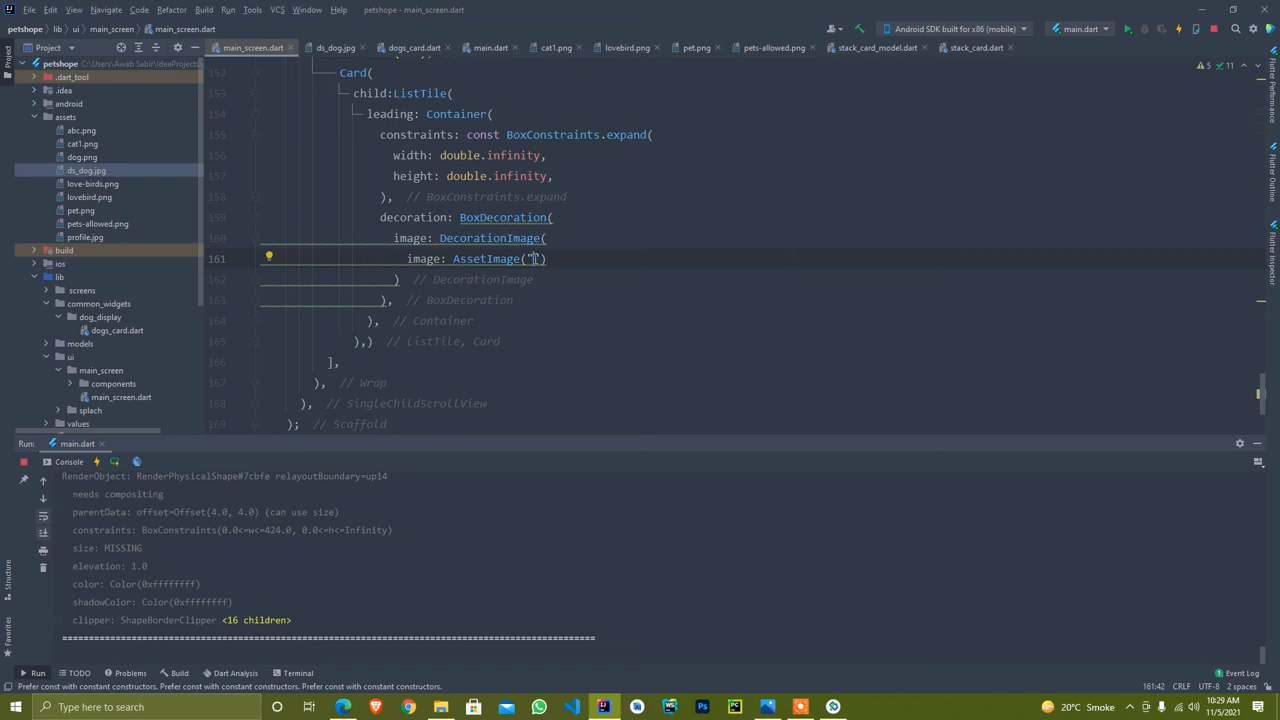 File Edit View Navigate Code Refactor Build Run Tools VCS Window Help petshope - main_screen.dart
petshope lib ui main_screen main_screen.dart
Android SDK built for x86 (mobile) main.dart
Project
main_screen.dart ds_dog.jpg dogs_card.dart main.dart cat1.png lovebird.png pet.png pets-allowed.png stack_card_model.dart stack_card.dart
petshope C:\Users\Awab Sabir\IdeaProjects
.dart_tool
.idea
android
assets
abc.png
cat1.png
dog.png
ds_dog.jpg
love-birds.png
lovebird.png
pet.png
pets-allowed.png
profile.jpg
build
ios
lib
screens
common_widgets
dog_display
dogs_card.dart
models
ui
main_screen
components
main_screen.dart
splach
values
152 Card(
153 child:ListTile(
154 leading: Container(
155 constraints: const BoxConstraints.expand(
156 width: double.infinity,
157 height: double.infinity,
158 ), // BoxConstraints.expand
159 decoration: BoxDecoration(
160 image: DecorationImage(
161 image: AssetImage("")
162 ) // DecorationImage
163 ), // BoxDecoration
164 ), // Container
165 ),) // ListTile, Card
166 ],
167 ), // Wrap
168 ), // SingleChildScrollView
169 ); // Scaffold
5 11
Project
Structure
Favorites
Flutter Performance
Flutter Outline
Flutter Inspector
Run: main.dart
Console
RenderObject: RenderPhysicalShape#7cbfe relayoutBoundary=up14
needs compositing
parentData: offset=Offset(4.0, 4.0) (can use size)
constraints: BoxConstraints(0.0<=w<=424.0, 0.0<=h<=Infinity)
size: MISSING
elevation: 1.0
color: Color(0xffffffff)
shadowColor: Color(0xffffffff)
clipper: ShapeBorderClipper <16 children>
====================================================================================================
Run TODO Problems Build Dart Analysis Terminal Event Log
Prefer const with constant constructors. Prefer const with constant constructors. Prefer const with constant constructors. 161:42 CRLF UTF-8 2 spaces
Type here to search
20°C Smoke
10:29 AM
11/5/2021